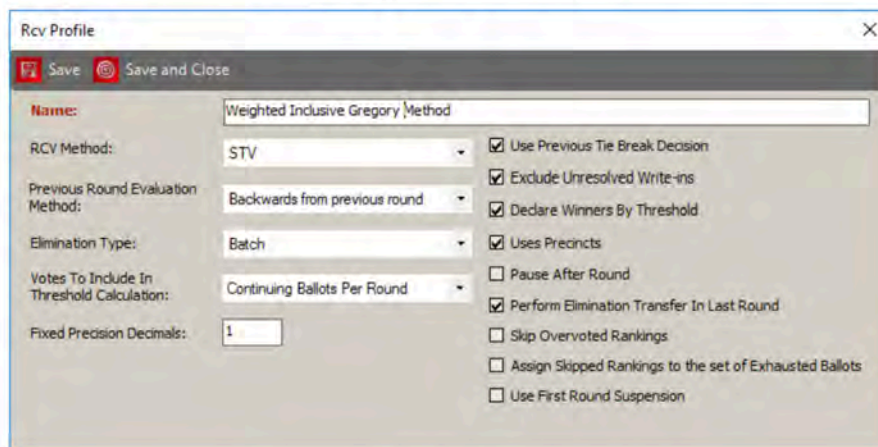 Rcv Profile
Save Save and Close
Name: Weighted Inclusive Gregory Method
RCV Method: STV
Previous Round Evaluation
Method: Backwards from previous round
Elimination Type: Batch
Votes To Include In
Threshold Calculation: Continuing Ballots Per Round
Fixed Precision Decimals: 1
Use Previous Tie Break Decision
Exclude Unresolved Write-ins
Declare Winners By Threshold
Uses Precincts
Pause After Round
Perform Elimination Transfer In Last Round
Skip Overvoted Rankings
Assign Skipped Rankings to the set of Exhausted Ballots
Use First Round Suspension